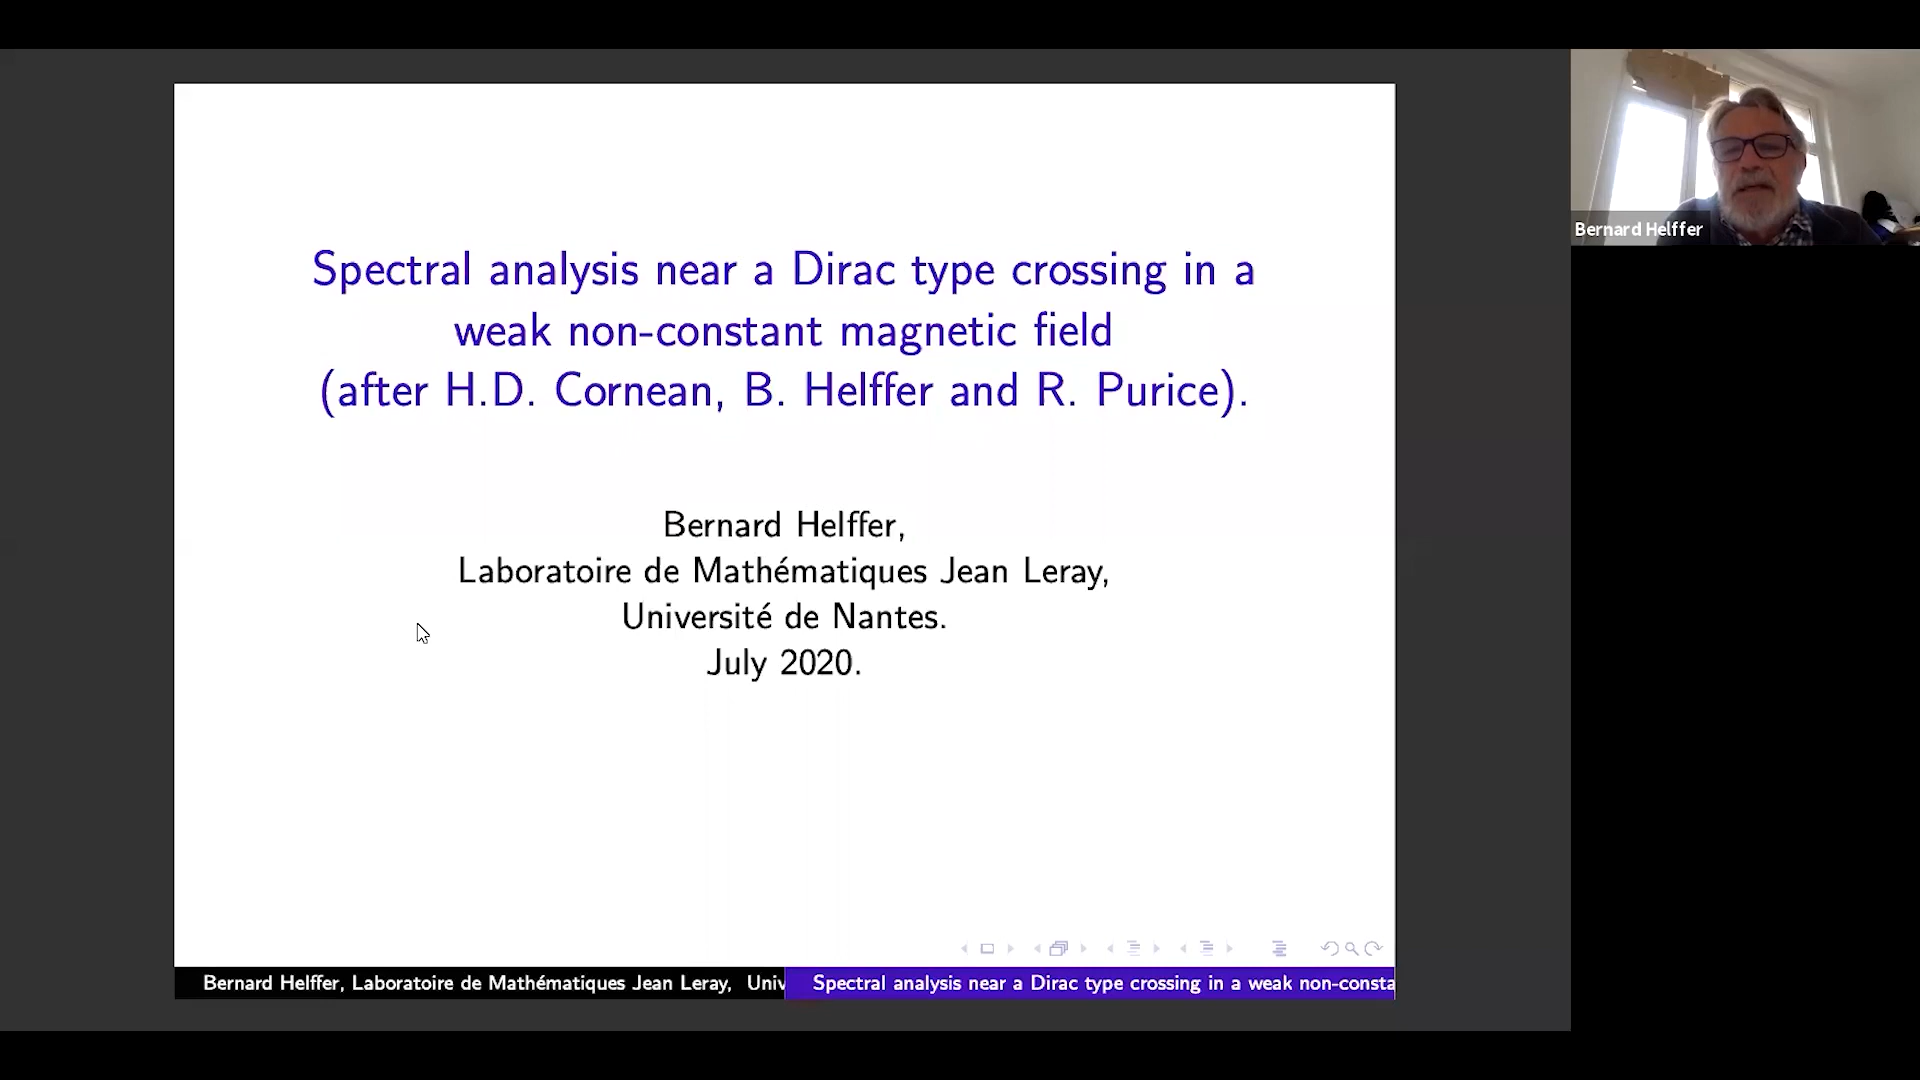 Spectral analysis near a Dirac type crossing in a
weak non-constant magnetic field
(after H.D. Cornean, B. Helffer and R. Purice).
Bernard Helffer,
Laboratoire de Mathématiques Jean Leray,
Université de Nantes.
July 2020.
Bernard Helffer, Laboratoire de Mathématiques Jean Leray, Univ
Spectral analysis near a Dirac type crossing in a weak non-consta
Bernard Helffer